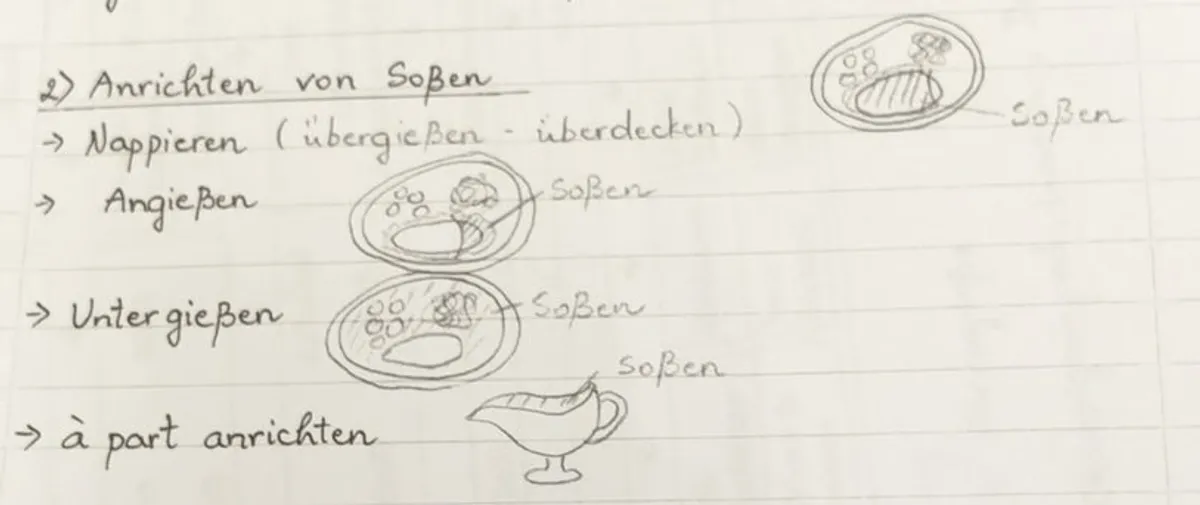 2) Anrichten von Soßen
→ Nappieren (übergießen - überdecken)
Soßen
→ Angießen
Soßen
→ Untergießen
Soßen
Soßen
→ à part anrichten